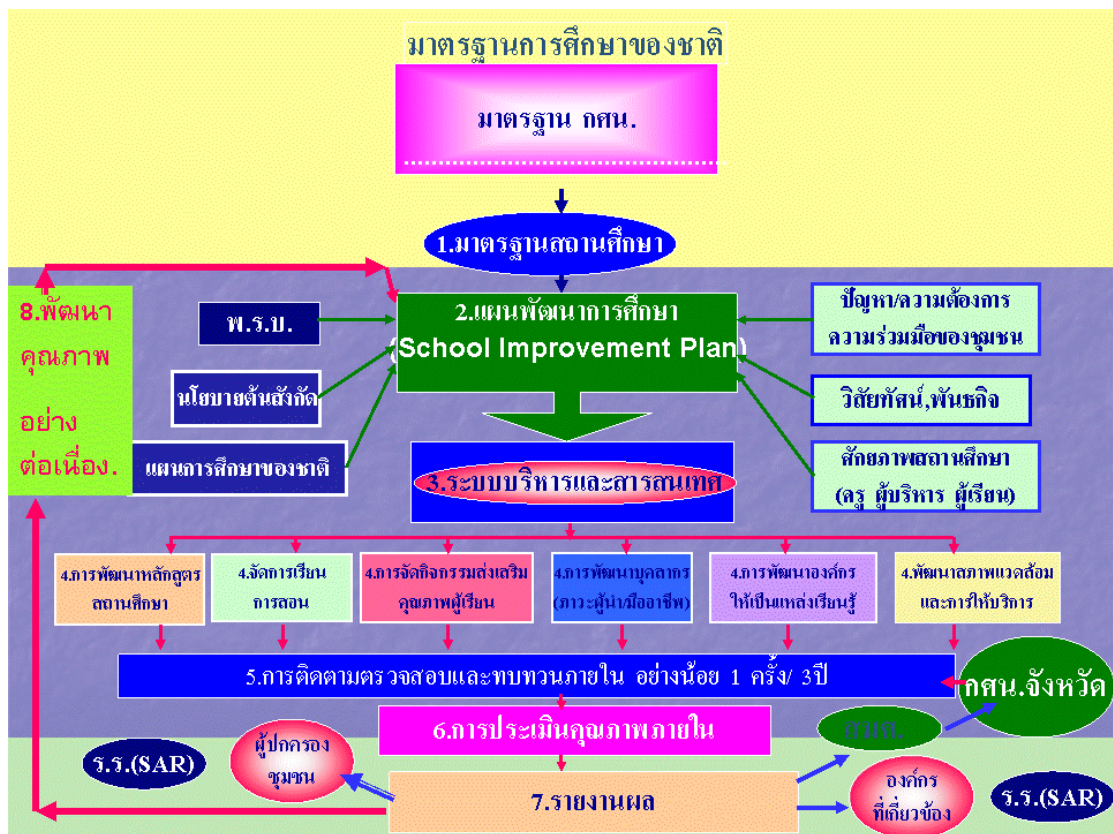 มาตรฐานการศึกษาของชาติ
มาตรฐาน กศน.
1.มาตรฐานสถานศึกษา
8.พัฒนา
คุณภาพ
อย่าง
ต่อเนื่อง.
พ.ร.บ.
นโยบายต้นสังกัด
แผนการศึกษาของชาติ
2.แผนพัฒนาการศึกษา
(School Improvement Plan)
ปัญหา/ความต้องการ
ความร่วมมือของชุมชน
วิสัยทัศน์,พันธกิจ
ศักยภาพสถานศึกษา
(ครู ผู้บริหาร ผู้เรียน)
3.ระบบบริหารและสารสนเทศ
4.การพัฒนาหลักสูตร
สถานศึกษา
4.จัดการเรียน
การสอน
4.การจัดกิจกรรมส่งเสริม
คุณภาพผู้เรียน
4.การพัฒนาบุคลากร
(ภาวะผู้นำ/มืออาชีพ)
4.การพัฒนาองค์กร
ให้เป็นแหล่งเรียนรู้
4.พัฒนาสภาพแวดล้อม
และการให้บริการ
5.การติดตามตรวจสอบและทบทวนภายใน อย่างน้อย 1 ครั้ง/ 3ปี
กศน.จังหวัด
6.การประเมินคุณภาพภายใน
สมศ.
ร.ร.(SAR)
ผู้ปกครอง
ชุมชน
7.รายงานผล
องค์กร
ที่เกี่ยวข้อง
ร.ร.(SAR)